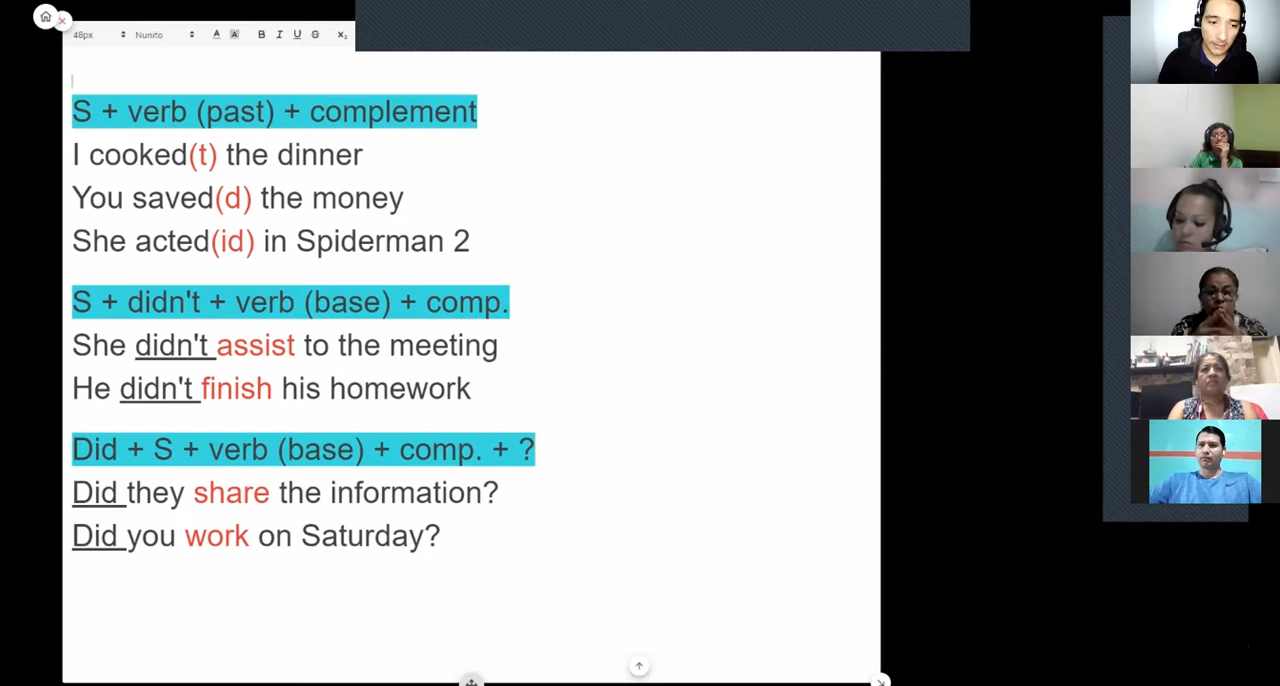 48px Nunito A A B I U S X₂
S + verb (past) + complement
I cooked(t) the dinner
You saved(d) the money
She acted(id) in Spiderman 2
S + didn't + verb (base) + comp.
She didn't assist to the meeting
He didn't finish his homework
Did + S + verb (base) + comp. + ?
Did they share the information?
Did you work on Saturday?